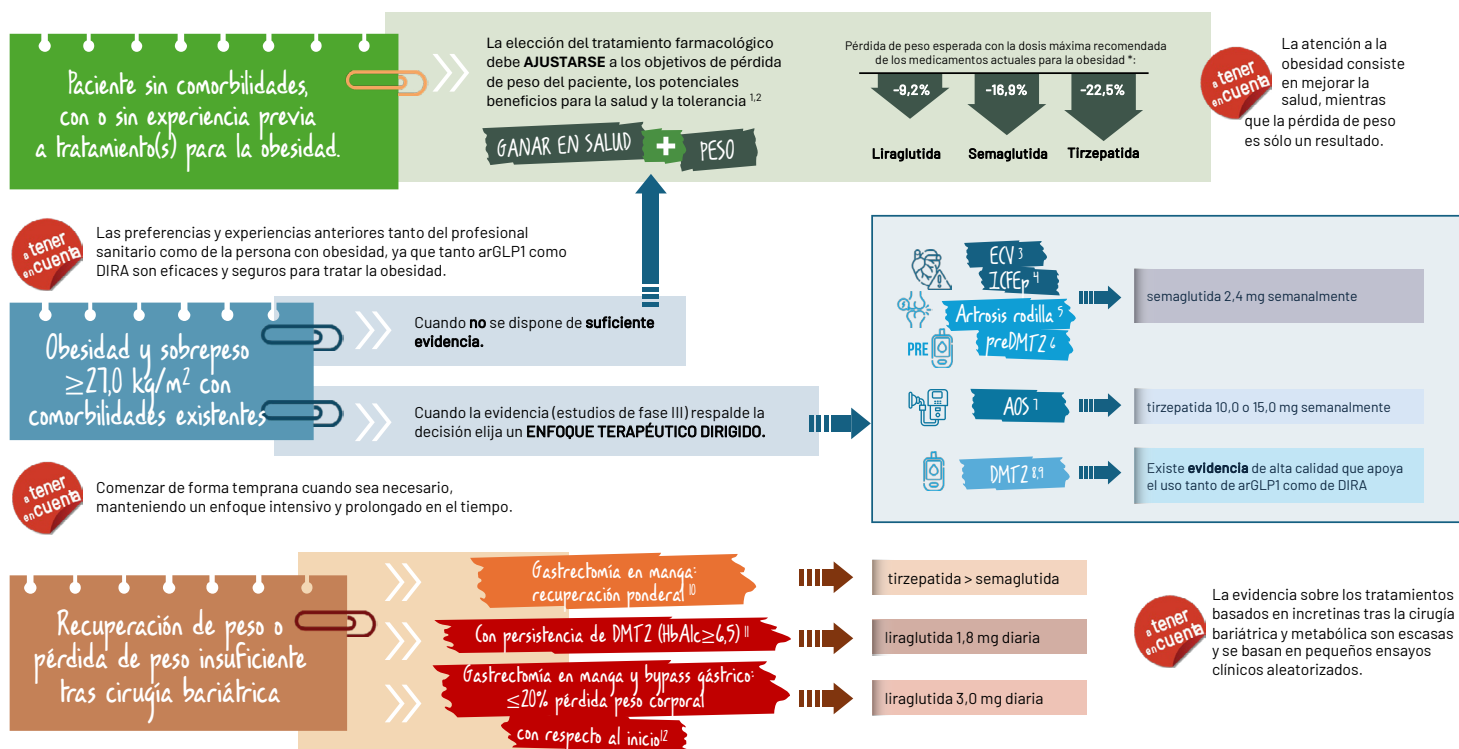 Paciente sin comorbilidades,
con o sin experiencia previa
a tratamiento(s) para la obesidad.
La elección del tratamiento farmacológico
debe AJUSTARSE a los objetivos de pérdida
de peso del paciente, los potenciales
beneficios para la salud y la tolerancia 1,2
GANAR EN SALUD + PESO
Pérdida de peso esperada con la dosis máxima recomendada
de los medicamentos actuales para la obesidad *:
-9,2% -16,9% -22,5%
Liraglutida Semaglutida Tirzepatida
a tener
en cuenta
La atención a la
obesidad consiste
en mejorar la
salud, mientras
que la pérdida de peso
es sólo un resultado.
a tener
en cuenta
Las preferencias y experiencias anteriores tanto del profesional
sanitario como de la persona con obesidad, ya que tanto arGLP1 como
DIRA son eficaces y seguros para tratar la obesidad.
Obesidad y sobrepeso
≥27,0 kg/m² con
comorbilidades existentes
Cuando no se dispone de suficiente
evidencia.
Cuando la evidencia (estudios de fase III) respalde la
decisión elija un ENFOQUE TERAPÉUTICO DIRIGIDO.
ECV 3
ICFEp 4
Artrosis rodilla 5
PRE
preDMT2 6
semaglutida 2,4 mg semanalmente
AOS 7
tirzepatida 10,0 o 15,0 mg semanalmente
DMT2 8,9
Existe evidencia de alta calidad que apoya
el uso tanto de arGLP1 como de DIRA
a tener
en cuenta
Comenzar de forma temprana cuando sea necesario,
manteniendo un enfoque intensivo y prolongado en el tiempo.
Recuperación de peso o
pérdida de peso insuficiente
tras cirugía bariátrica
Gastrectomía en manga:
recuperación ponderal 10
tirzepatida > semaglutida
Con persistencia de DMT2 (HbA1c≥6,5) 11
liraglutida 1,8 mg diaria
Gastrectomía en manga y bypass gástrico:
≤20% pérdida peso corporal
con respecto al inicio12
liraglutida 3,0 mg diaria
a tener
en cuenta
La evidencia sobre los tratamientos
basados en incretinas tras la cirugía
bariátrica y metabólica son escasas
y se basan en pequeños ensayos
clínicos aleatorizados.